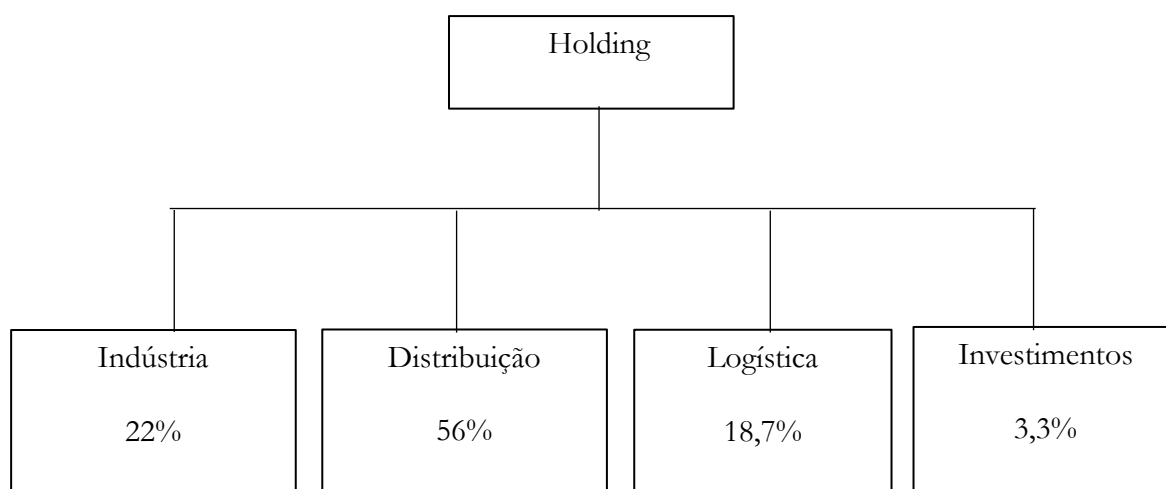 Holding
Indústria
22%
Distribuição
56%
Logística
18,7%
Investimentos
3,3%